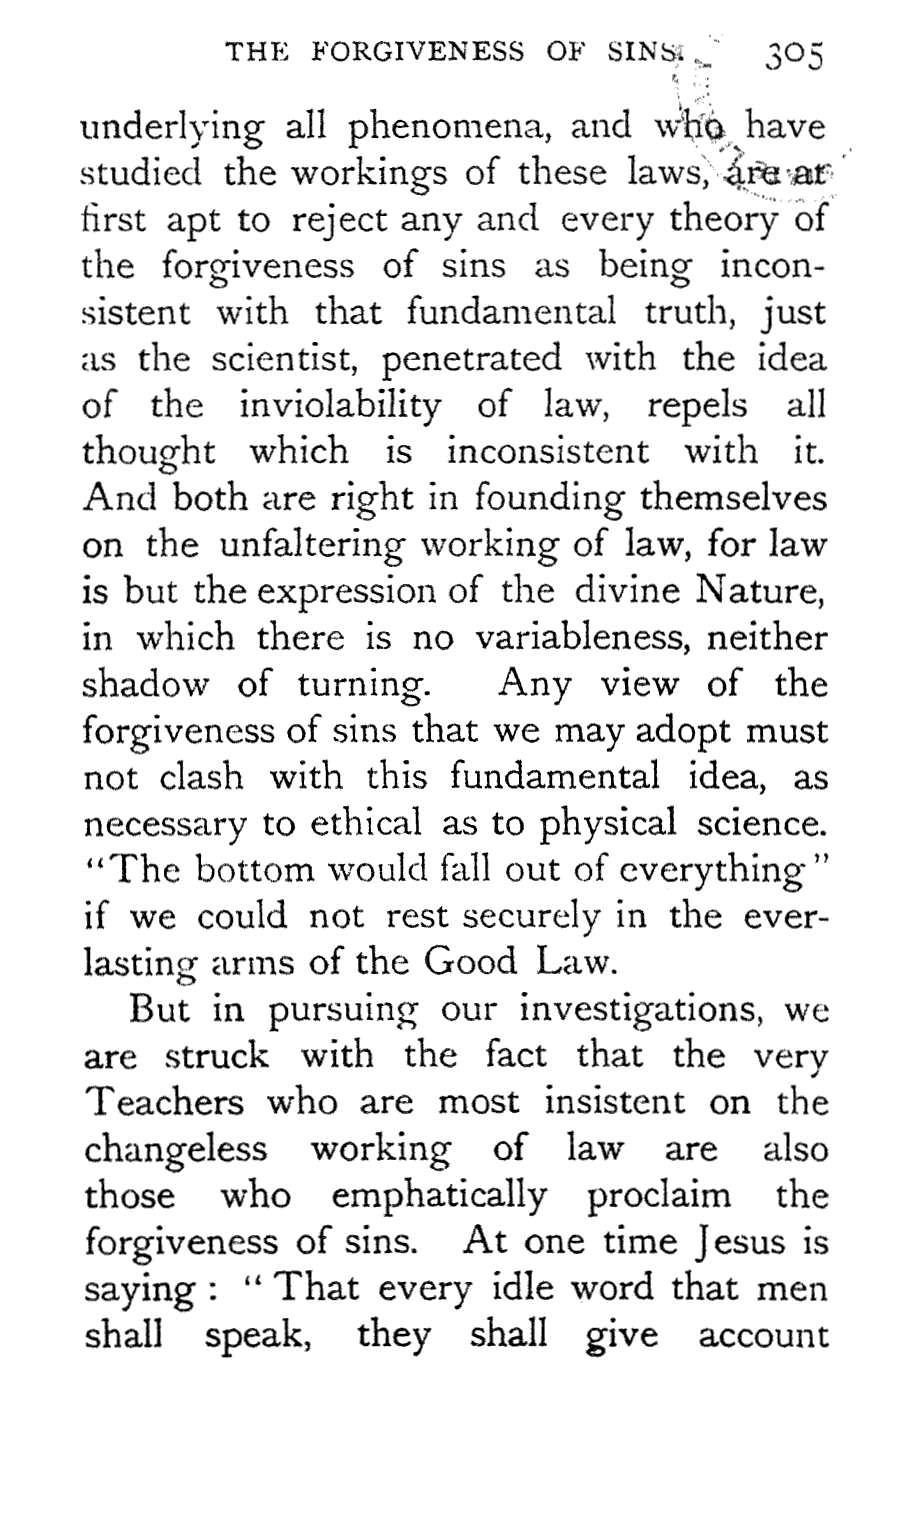 THE FORGIVENESS OF SINS. 305
underlying all phenomena, and who have
studied the workings of these laws, are at
first apt to reject any and every theory of
the forgiveness of sins as being incon-
sistent with that fundamental truth, just
as the scientist, penetrated with the idea
of the inviolability of law, repels all
thought which is inconsistent with it.
And both are right in founding themselves
on the unfaltering working of law, for law
is but the expression of the divine Nature,
in which there is no variableness, neither
shadow of turning. Any view of the
forgiveness of sins that we may adopt must
not clash with this fundamental idea, as
necessary to ethical as to physical science.
“The bottom would fall out of everything”
if we could not rest securely in the ever-
lasting arms of the Good Law.
But in pursuing our investigations, we
are struck with the fact that the very
Teachers who are most insistent on the
changeless working of law are also
those who emphatically proclaim the
forgiveness of sins. At one time Jesus is
saying : “ That every idle word that men
shall speak, they shall give account